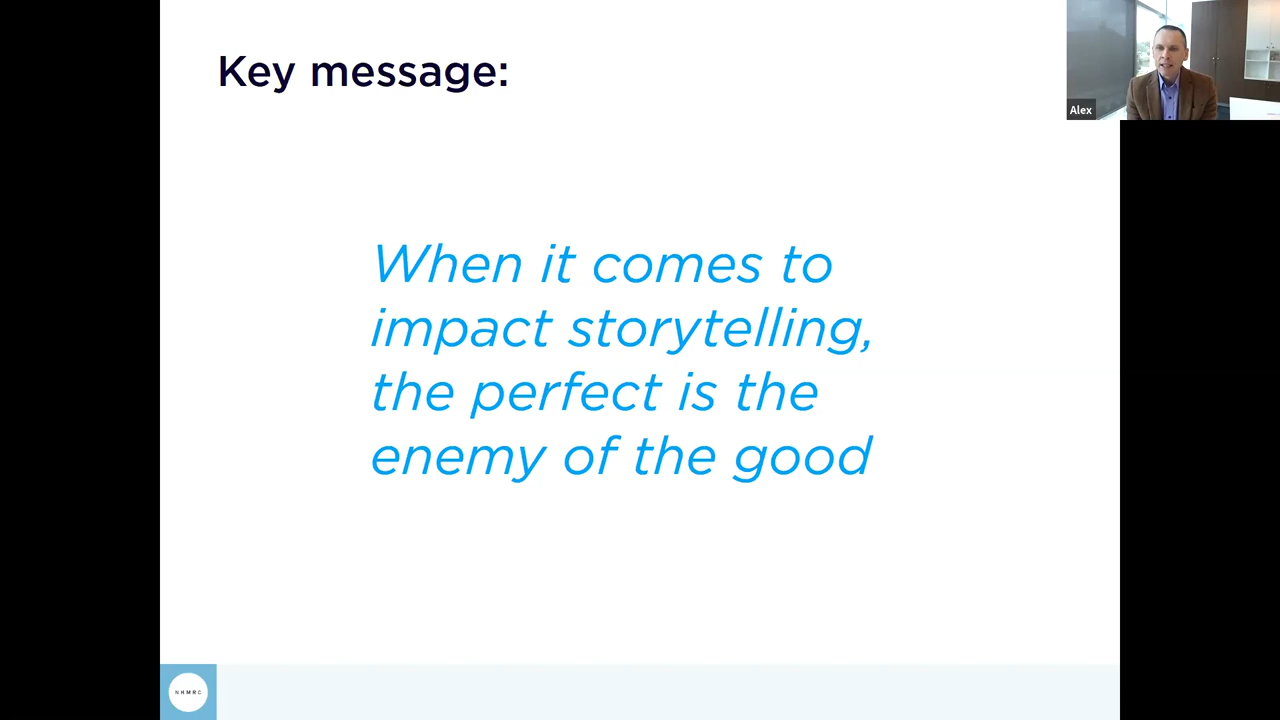 Key message:
Alex
When it comes to
impact storytelling,
the perfect is the
enemy of the good
NHMRC